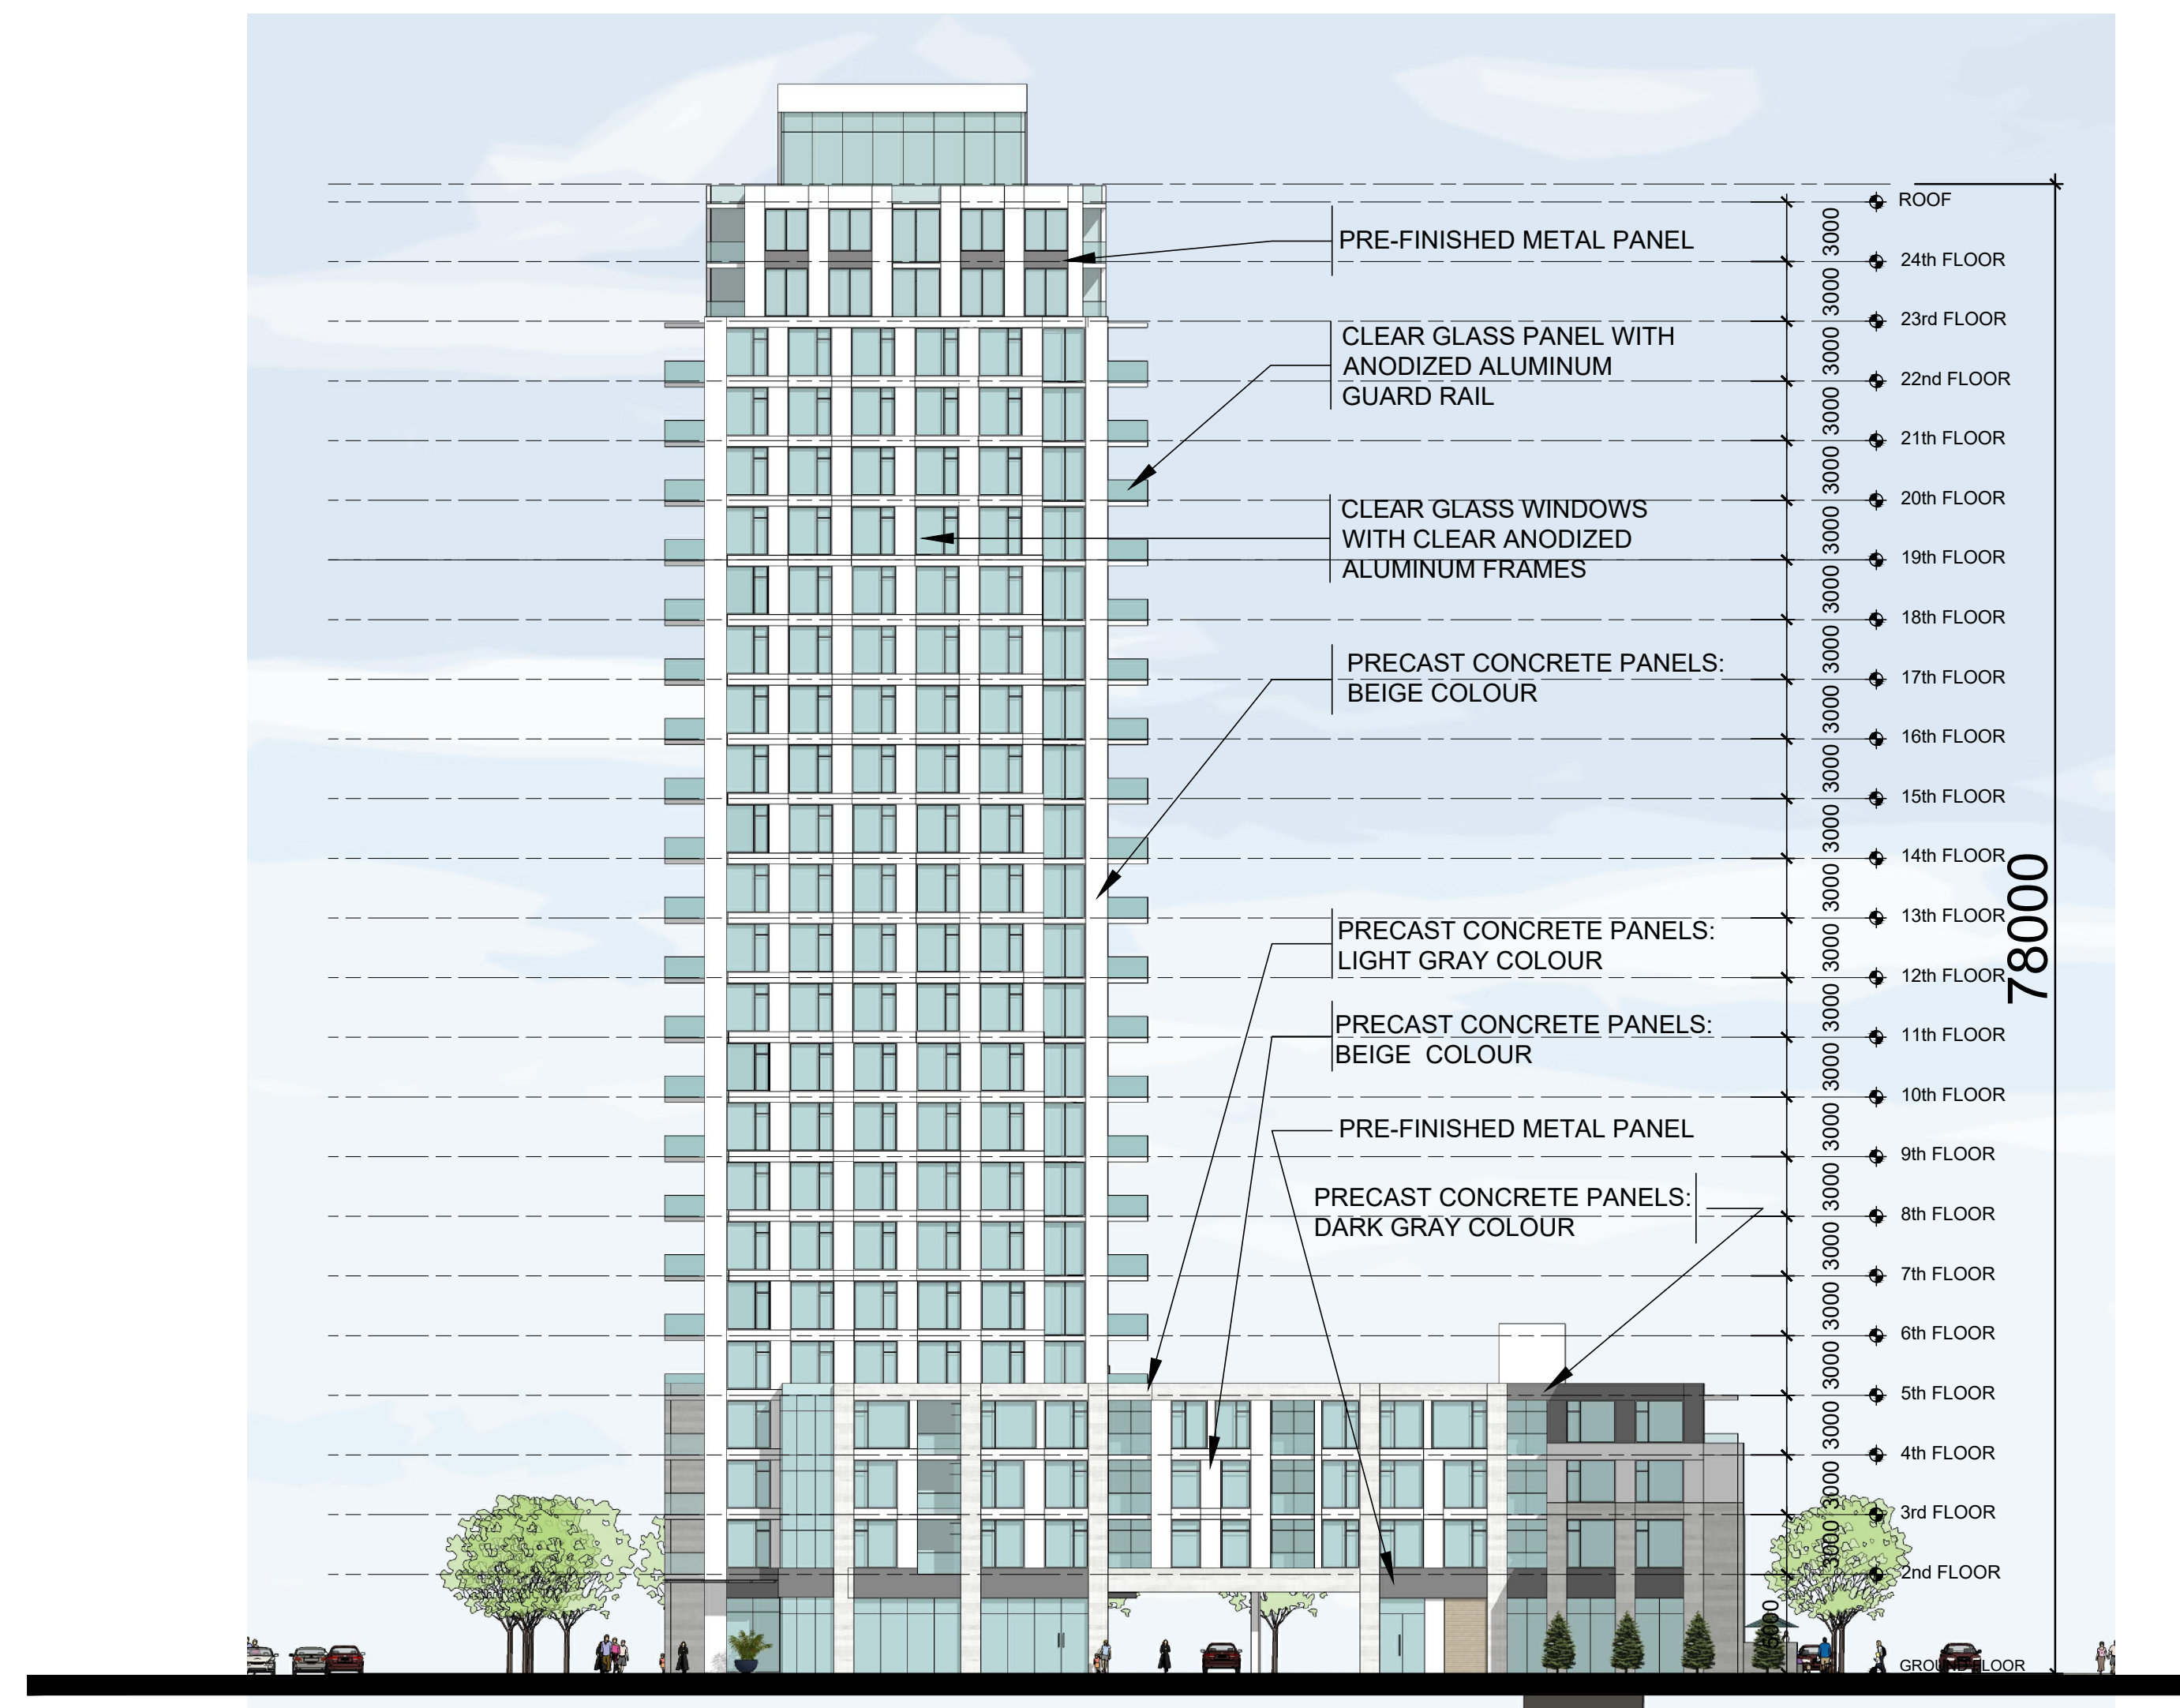 ROOF
3000
PRE-FINISHED METAL PANEL
24th FLOOR
3000
23rd FLOOR
CLEAR GLASS PANEL WITH
ANODIZED ALUMINUM
GUARD RAIL
3000
22nd FLOOR
3000
21th FLOOR
3000
20th FLOOR
CLEAR GLASS WINDOWS
WITH CLEAR ANODIZED
ALUMINUM FRAMES
3000
19th FLOOR
3000
18th FLOOR
3000
PRECAST CONCRETE PANELS:
BEIGE COLOUR
17th FLOOR
3000
16th FLOOR
3000
15th FLOOR
3000
14th FLOOR
78000
3000
13th FLOOR
PRECAST CONCRETE PANELS:
LIGHT GRAY COLOUR
3000
12th FLOOR
3000
PRECAST CONCRETE PANELS:
BEIGE COLOUR
11th FLOOR
3000
10th FLOOR
PRE-FINISHED METAL PANEL
3000
9th FLOOR
3000
PRECAST CONCRETE PANELS:
DARK GRAY COLOUR
8th FLOOR
3000
7th FLOOR
3000
6th FLOOR
3000
5th FLOOR
3000
4th FLOOR
3000
3rd FLOOR
3000
2nd FLOOR
5000
GROUND FLOOR